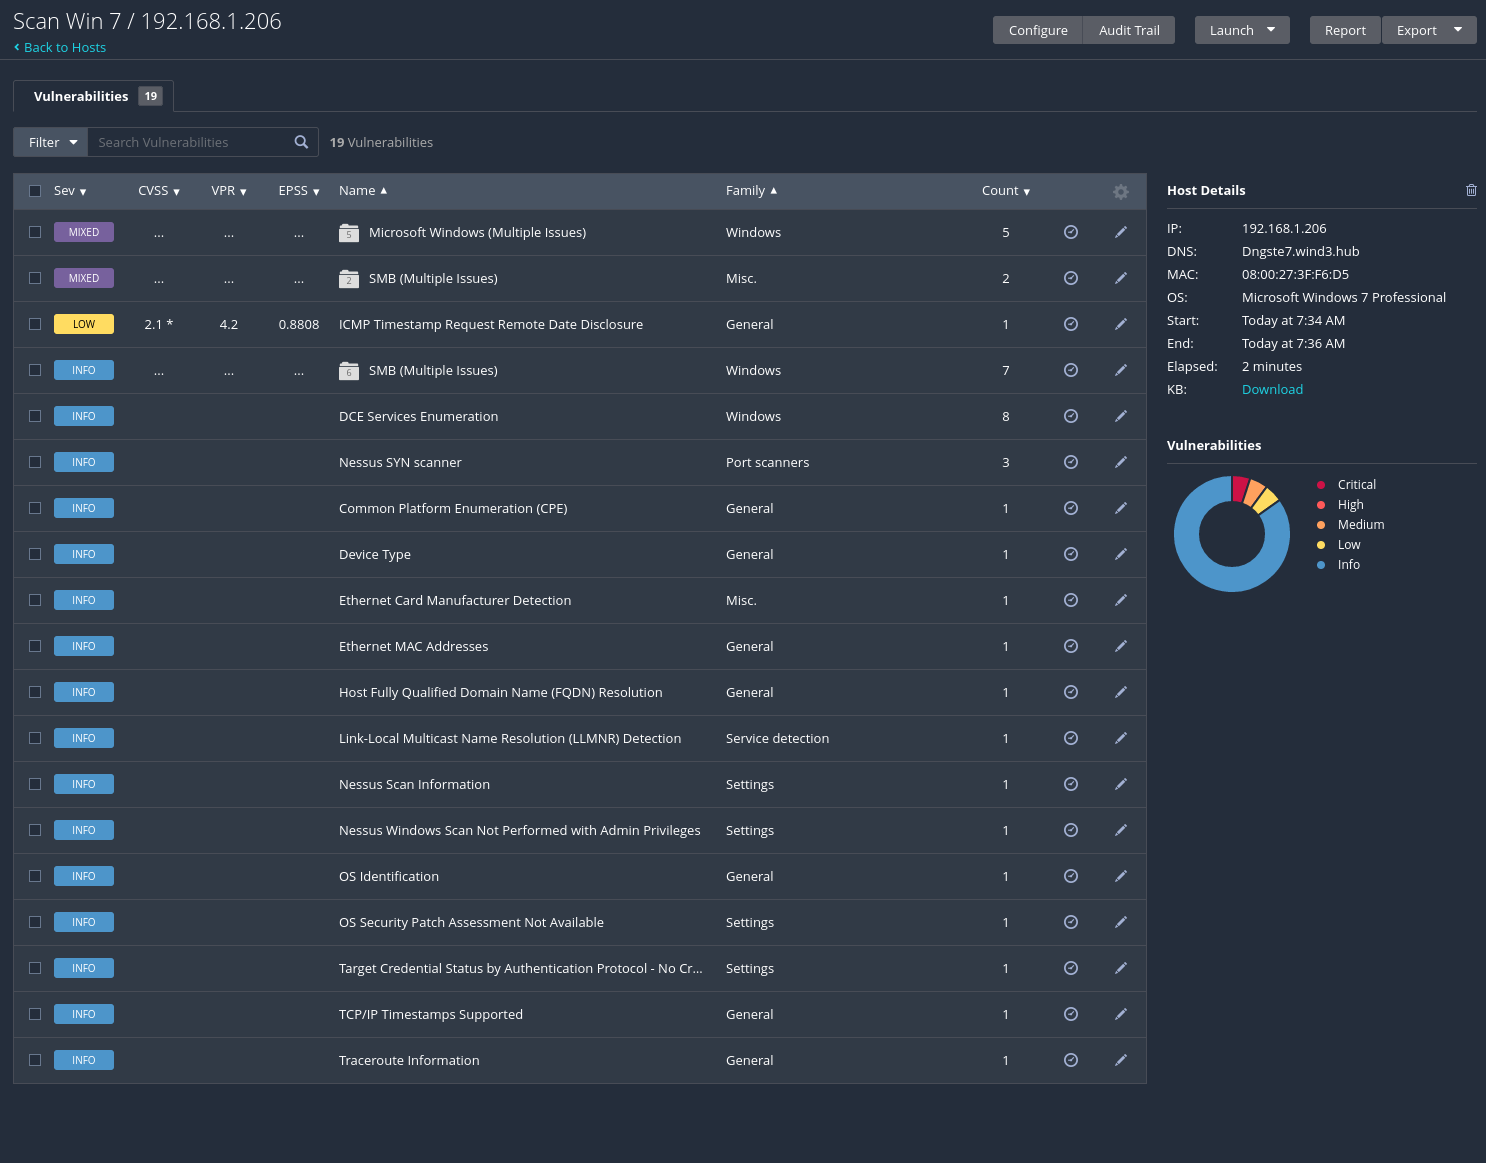 Scan Win 7 / 192.168.1.206
Back to Hosts
Configure Audit Trail Launch Report Export
Vulnerabilities 19
Filter Search Vulnerabilities 19 Vulnerabilities
Sev CVSS VPR EPSS Name Family Count
MIXED ... ... ... 5 Microsoft Windows (Multiple Issues) Windows 5
MIXED ... ... ... 2 SMB (Multiple Issues) Misc. 2
LOW 2.1 * 4.2 0.8808 ICMP Timestamp Request Remote Date Disclosure General 1
INFO ... ... ... 6 SMB (Multiple Issues) Windows 7
INFO DCE Services Enumeration Windows 8
INFO Nessus SYN scanner Port scanners 3
INFO Common Platform Enumeration (CPE) General 1
INFO Device Type General 1
INFO Ethernet Card Manufacturer Detection Misc. 1
INFO Ethernet MAC Addresses General 1
INFO Host Fully Qualified Domain Name (FQDN) Resolution General 1
INFO Link-Local Multicast Name Resolution (LLMNR) Detection Service detection 1
INFO Nessus Scan Information Settings 1
INFO Nessus Windows Scan Not Performed with Admin Privileges Settings 1
INFO OS Identification General 1
INFO OS Security Patch Assessment Not Available Settings 1
INFO Target Credential Status by Authentication Protocol - No Cr... Settings 1
INFO TCP/IP Timestamps Supported General 1
INFO Traceroute Information General 1
Host Details
IP: 192.168.1.206
DNS: Dngste7.wind3.hub
MAC: 08:00:27:3F:F6:D5
OS: Microsoft Windows 7 Professional
Start: Today at 7:34 AM
End: Today at 7:36 AM
Elapsed: 2 minutes
KB: Download
Vulnerabilities
Critical
High
Medium
Low
Info